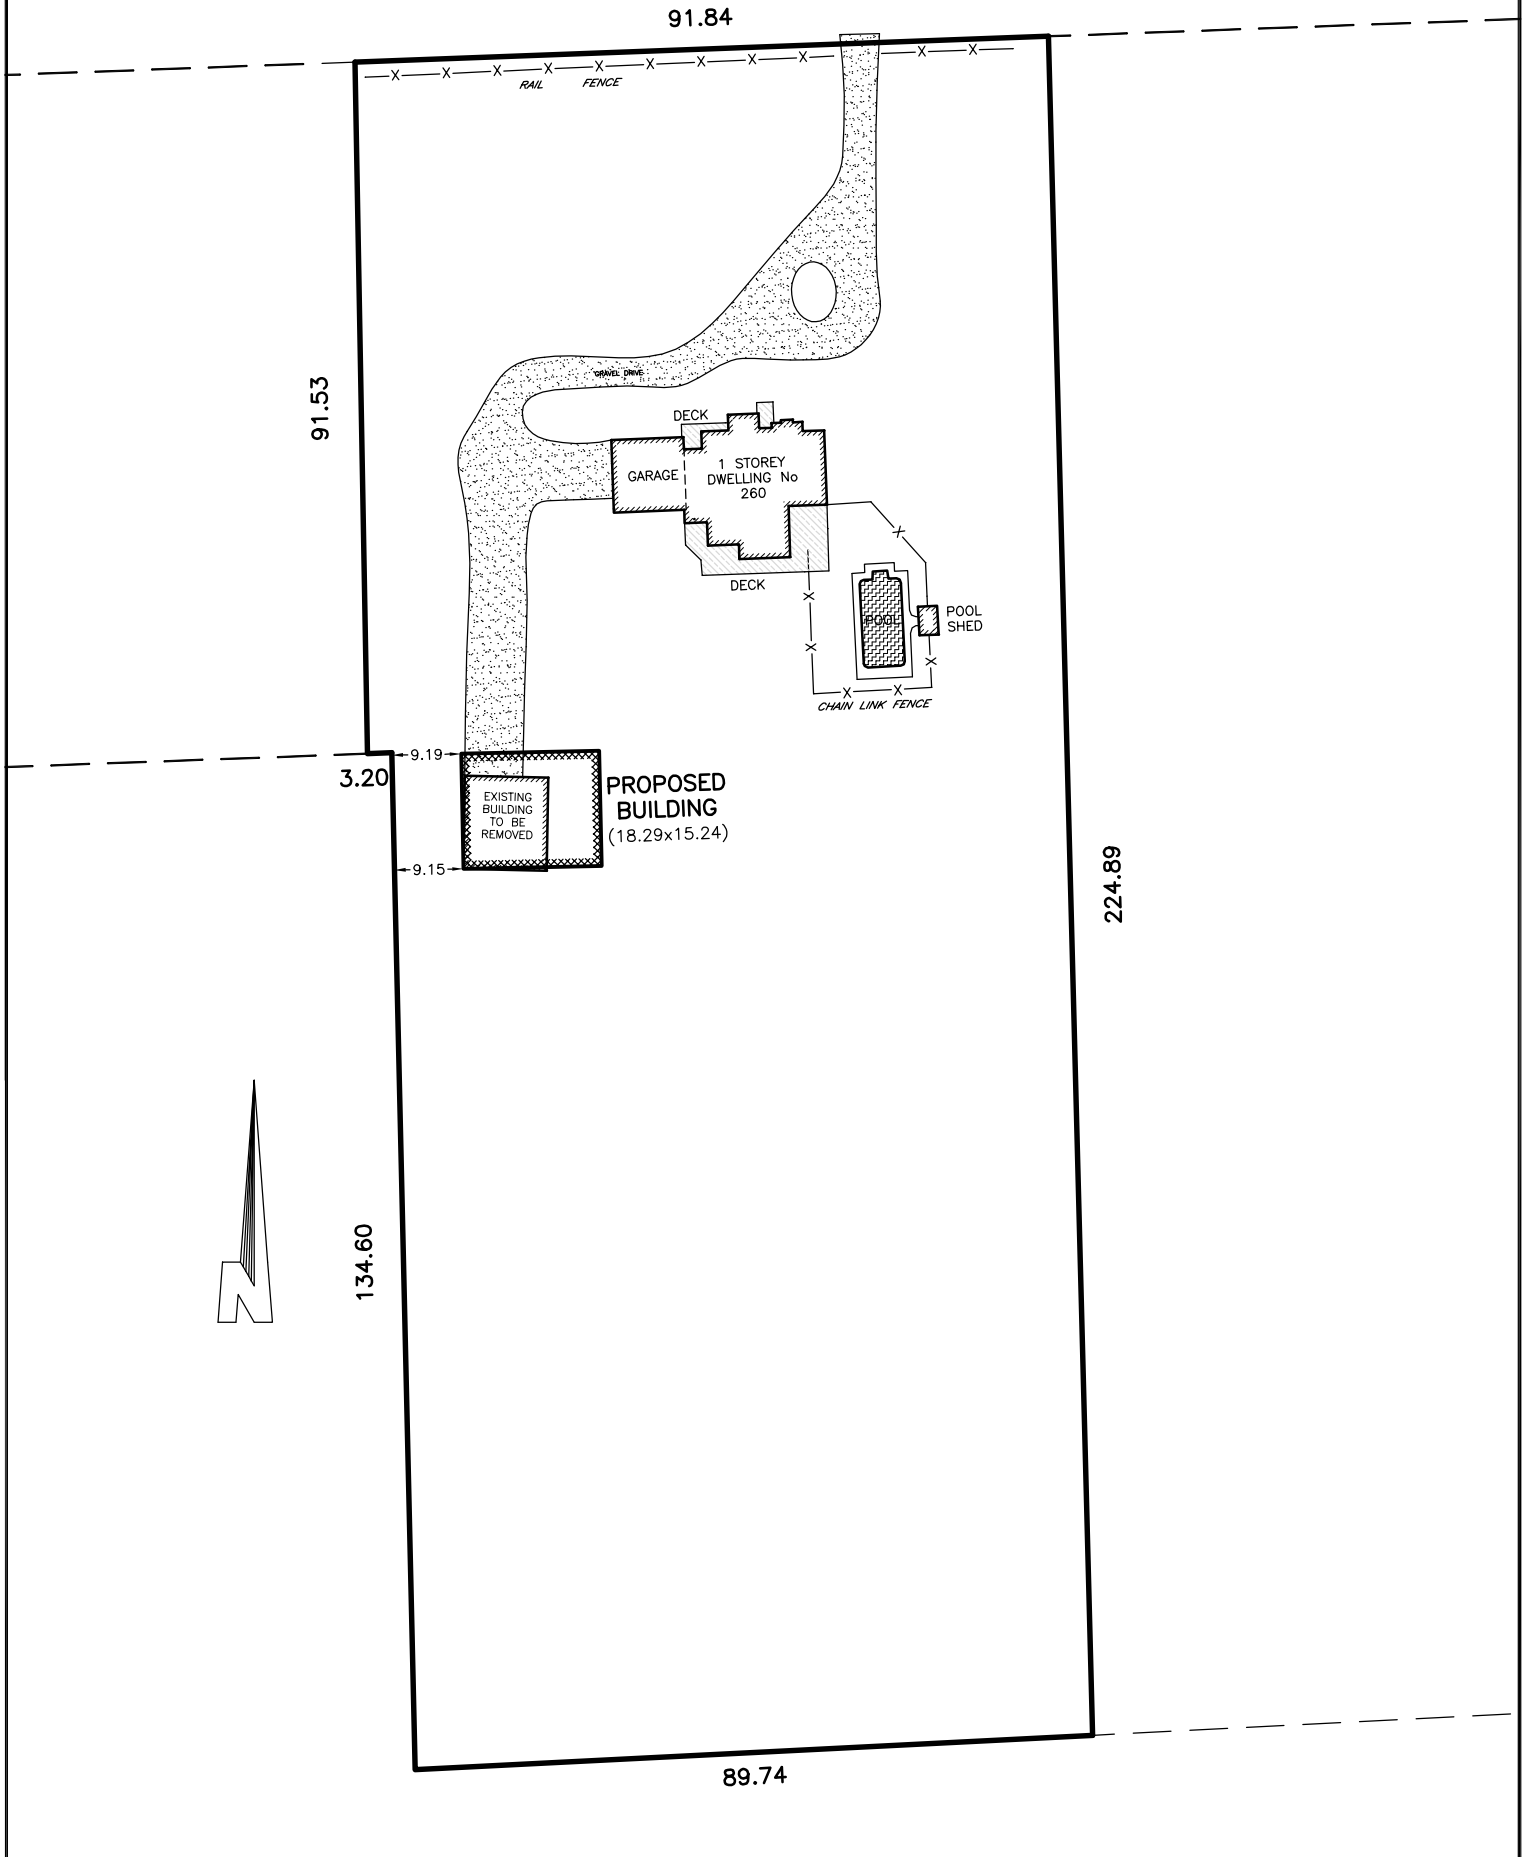 91.84
RAIL FENCE
91.53
GRAVEL DRIVE
DECK
GARAGE
1 STOREY
DWELLING No
260
DECK
POOL
POOL
SHED
CHAIN LINK FENCE
9.19
3.20
EXISTING
BUILDING
TO BE
REMOVED
PROPOSED
BUILDING
(18.29x15.24)
9.15
224.89
134.60
N
89.74